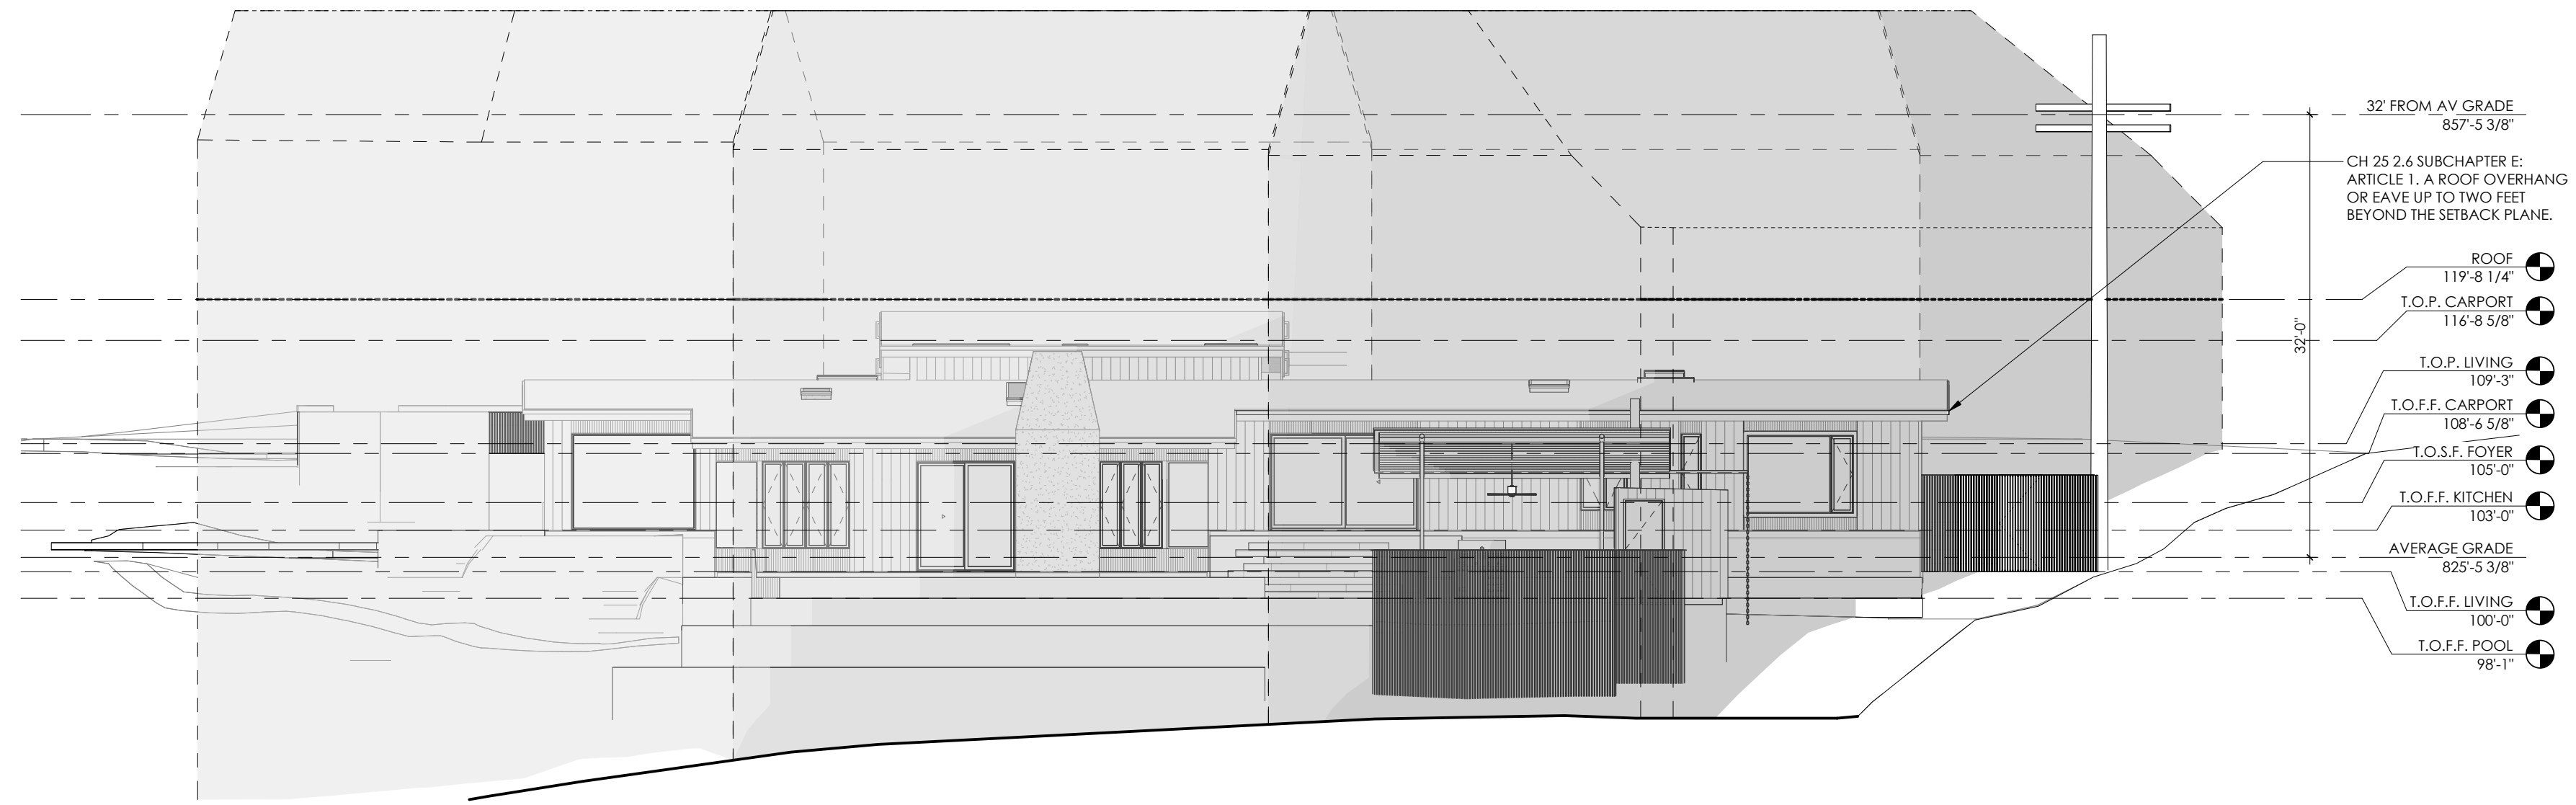 32' FROM AV GRADE
857'-5 3/8"
CH 25 2.6 SUBCHAPTER E:
ARTICLE 1. A ROOF OVERHANG
OR EAVE UP TO TWO FEET
BEYOND THE SETBACK PLANE.
ROOF
119'-8 1/4"
T.O.P. CARPORT
116'-8 5/8"
32'-0"
T.O.P. LIVING
109'-3"
T.O.F.F. CARPORT
108'-6 5/8"
T.O.S.F. FOYER
105'-0"
T.O.F.F. KITCHEN
103'-0"
AVERAGE GRADE
825'-5 3/8"
T.O.F.F. LIVING
100'-0"
T.O.F.F. POOL
98'-1"